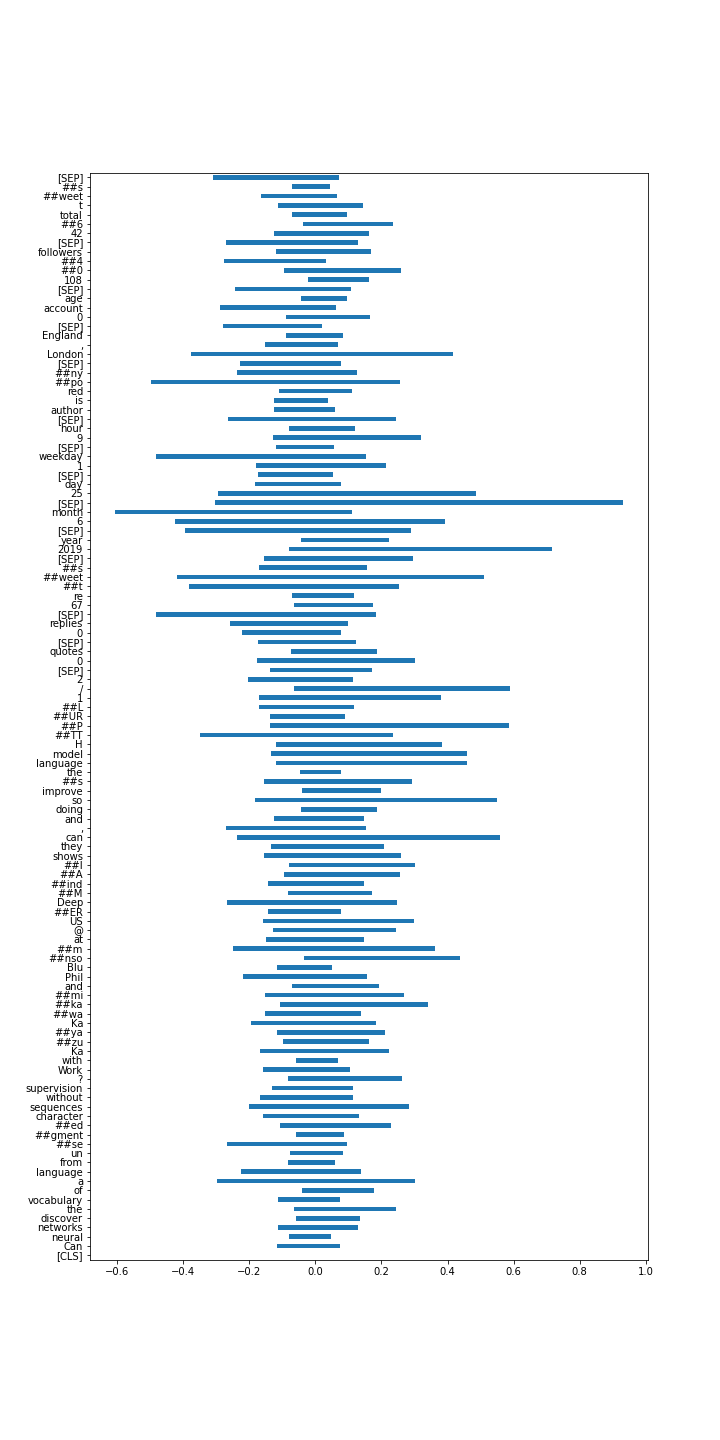 [SEP]
##s
##weet
t
total
##6
42
[SEP]
followers
##4
##0
108
[SEP]
age
account
0
[SEP]
England
,
London
[SEP]
##ny
##po
red
is
author
[SEP]
hour
9
[SEP]
weekday
1
[SEP]
day
25
[SEP]
month
6
[SEP]
year
2019
[SEP]
##s
##weet
##t
re
67
[SEP]
replies
0
[SEP]
quotes
0
[SEP]
2
/
1
##L
##UR
##P
##TT
H
model
language
the
##s
improve
so
doing
and
,
can
they
shows
##I
##A
##ind
##M
Deep
##ER
US
@
at
##m
##nso
Blu
Phil
and
##mi
##ka
##wa
Ka
##ya
##zu
Ka
with
Work
?
supervision
without
sequences
character
##ed
##gment
##se
un
from
language
a
of
vocabulary
the
discover
networks
neural
Can
[CLS]
−0.6 −0.4 −0.2 0.0 0.2 0.4 0.6 0.8 1.0